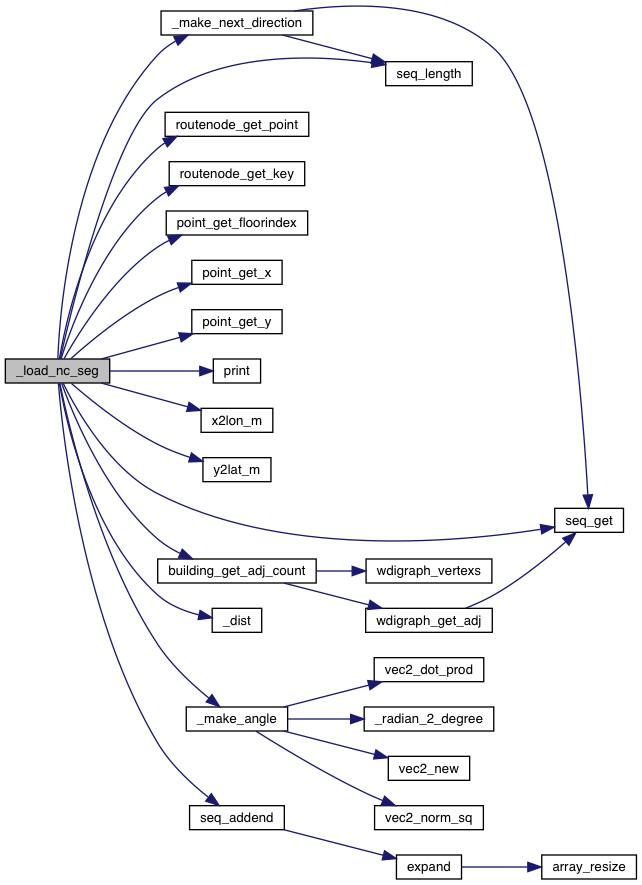 _make_next_direction
seq_length
routenode_get_point
routenode_get_key
point_get_floorindex
point_get_x
point_get_y
_load_nc_seg
print
x2lon_m
y2lat_m
seq_get
building_get_adj_count
wdigraph_vertexs
_dist
wdigraph_get_adj
vec2_dot_prod
_make_angle
_radian_2_degree
vec2_new
seq_addend
vec2_norm_sq
expand
array_resize